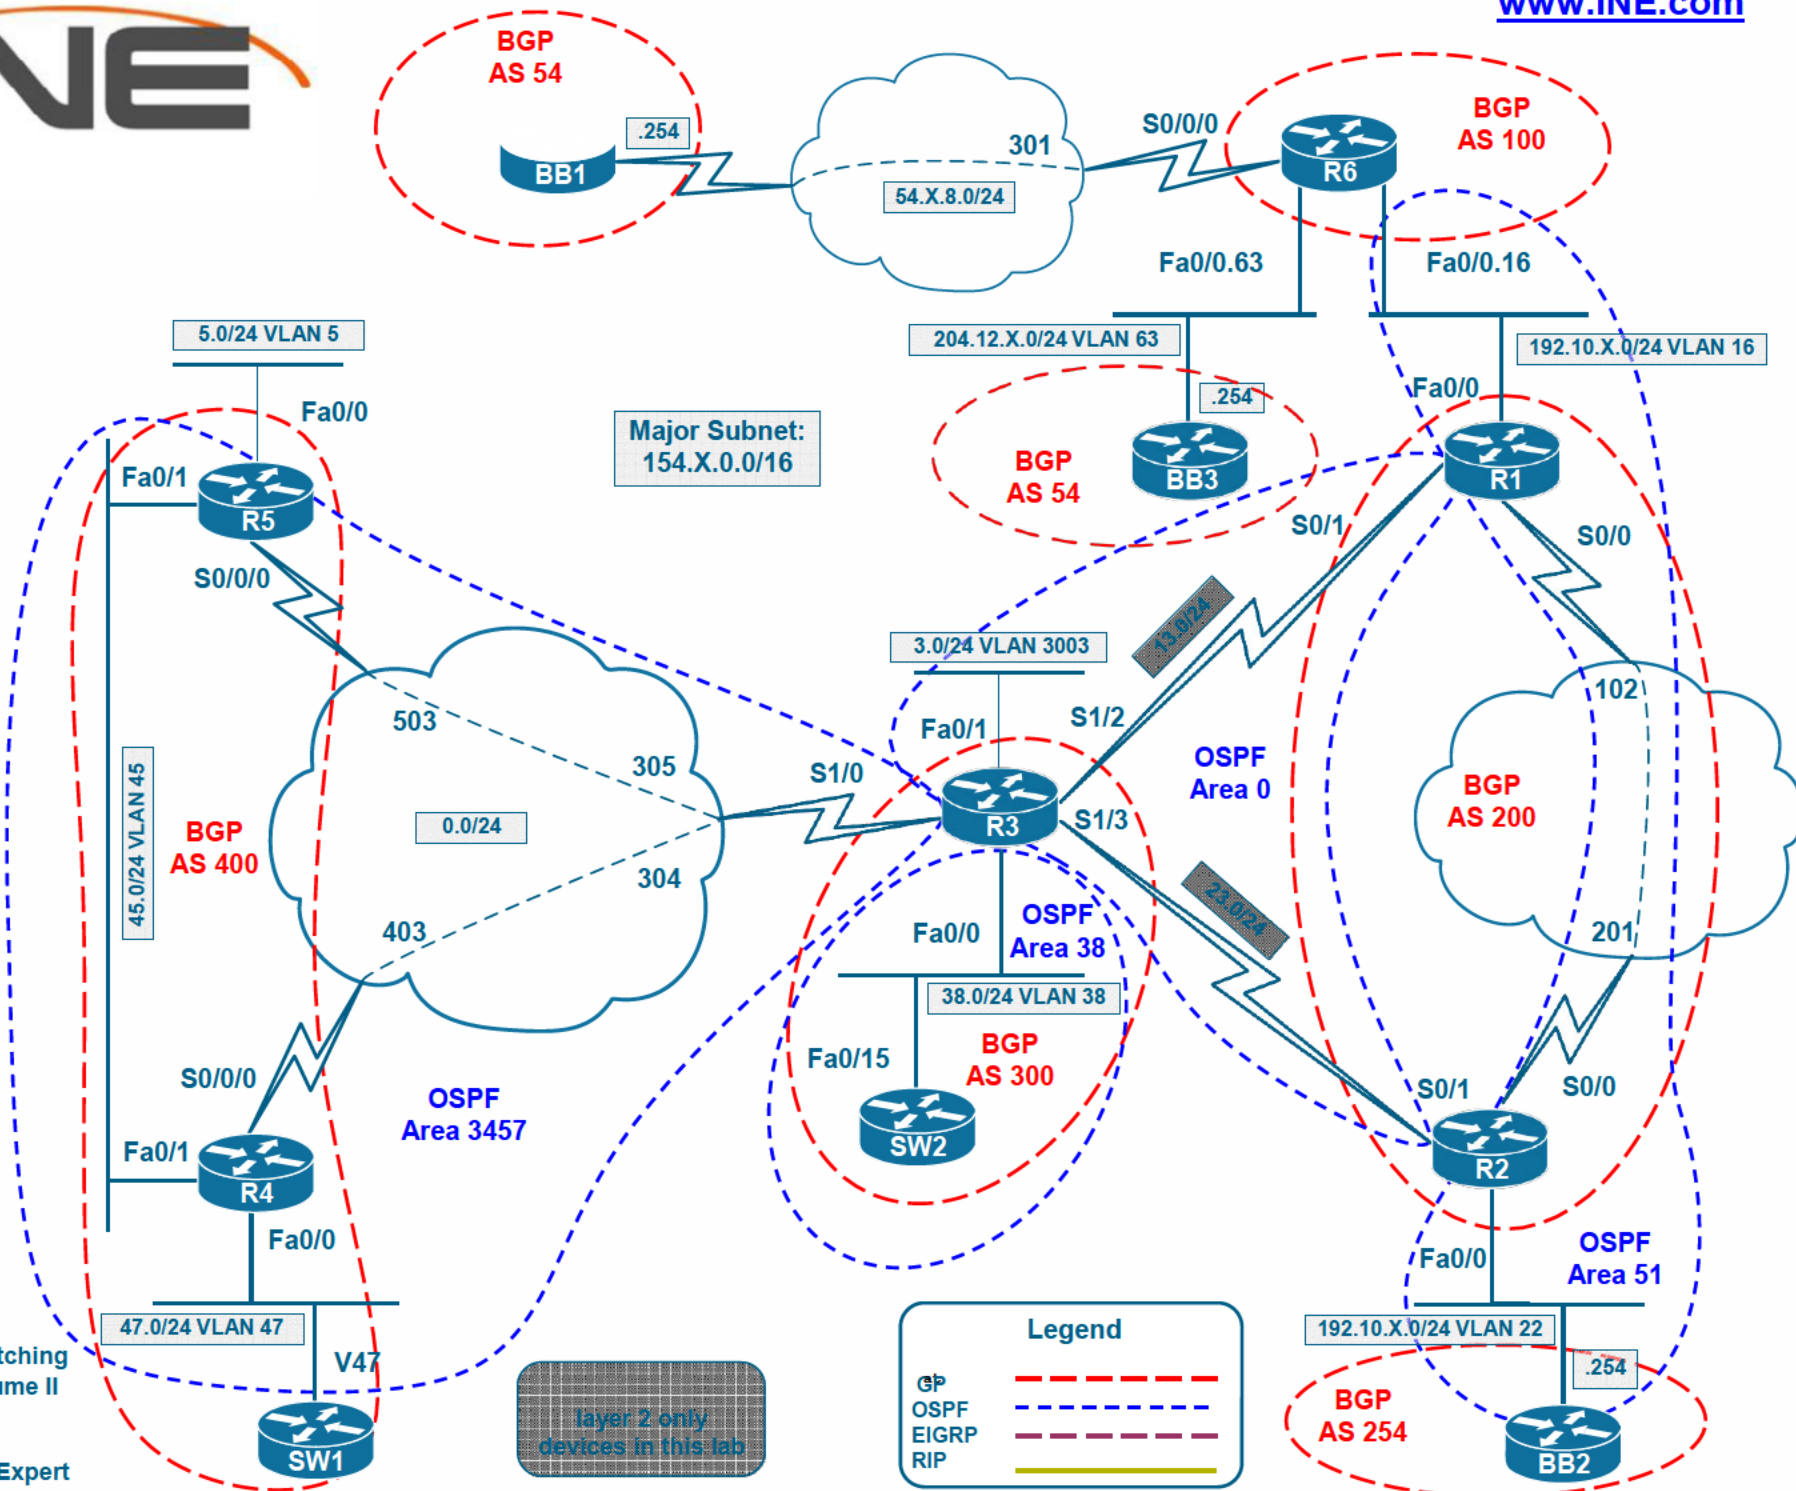 www.INE.com
NE
BGP
AS 54
.254
BB1
301
54.X.8.0/24
S0/0/0
R6
BGP
AS 100
Fa0/0.63
Fa0/0.16
204.12.X.0/24 VLAN 63
192.10.X.0/24 VLAN 16
5.0/24 VLAN 5
Fa0/0
Major Subnet:
154.X.0.0/16
.254
BGP
AS 54
BB3
Fa0/0
R1
Fa0/1
R5
S0/0/0
S0/1
S0/0
13.0/24
3.0/24 VLAN 3003
503
305
Fa0/1
S1/2
102
S1/0
OSPF
Area 0
BGP
AS 200
45.0/24 VLAN 45
BGP
AS 400
0.0/24
R3
S1/3
304
403
23.0/24
Fa0/0
OSPF
Area 38
201
38.0/24 VLAN 38
Fa0/15
BGP
AS 300
S0/0/0
OSPF
Area 3457
S0/1
S0/0
SW2
Fa0/1
R4
R2
Fa0/0
Fa0/0
OSPF
Area 51
47.0/24 VLAN 47
192.10.X.0/24 VLAN 22
V47
.254
tching
ume II
Expert
SW1
layer 2 only
devices in this lab
Legend
GP
OSPF
EIGRP
RIP
BGP
AS 254
BB2